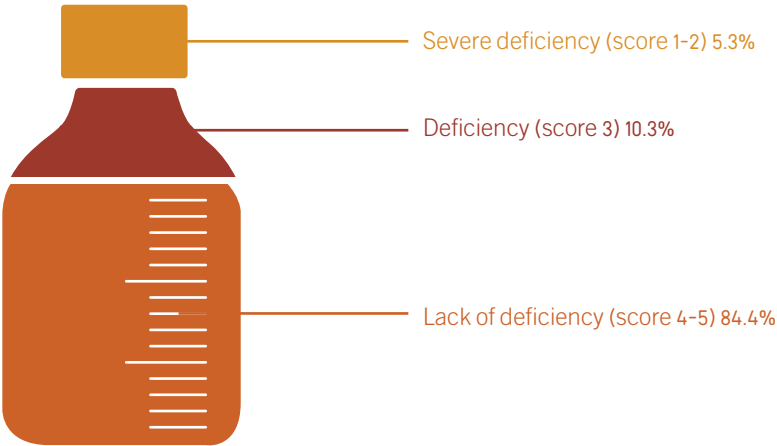 Severe deficiency (score 1-2) 5.3%
Deficiency (score 3) 10.3%
Lack of deficiency (score 4-5) 84.4%